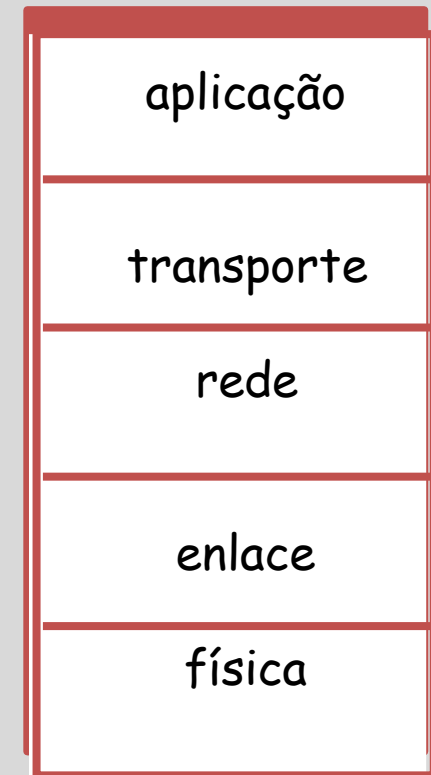 aplicação
transporte
rede
enlace
física